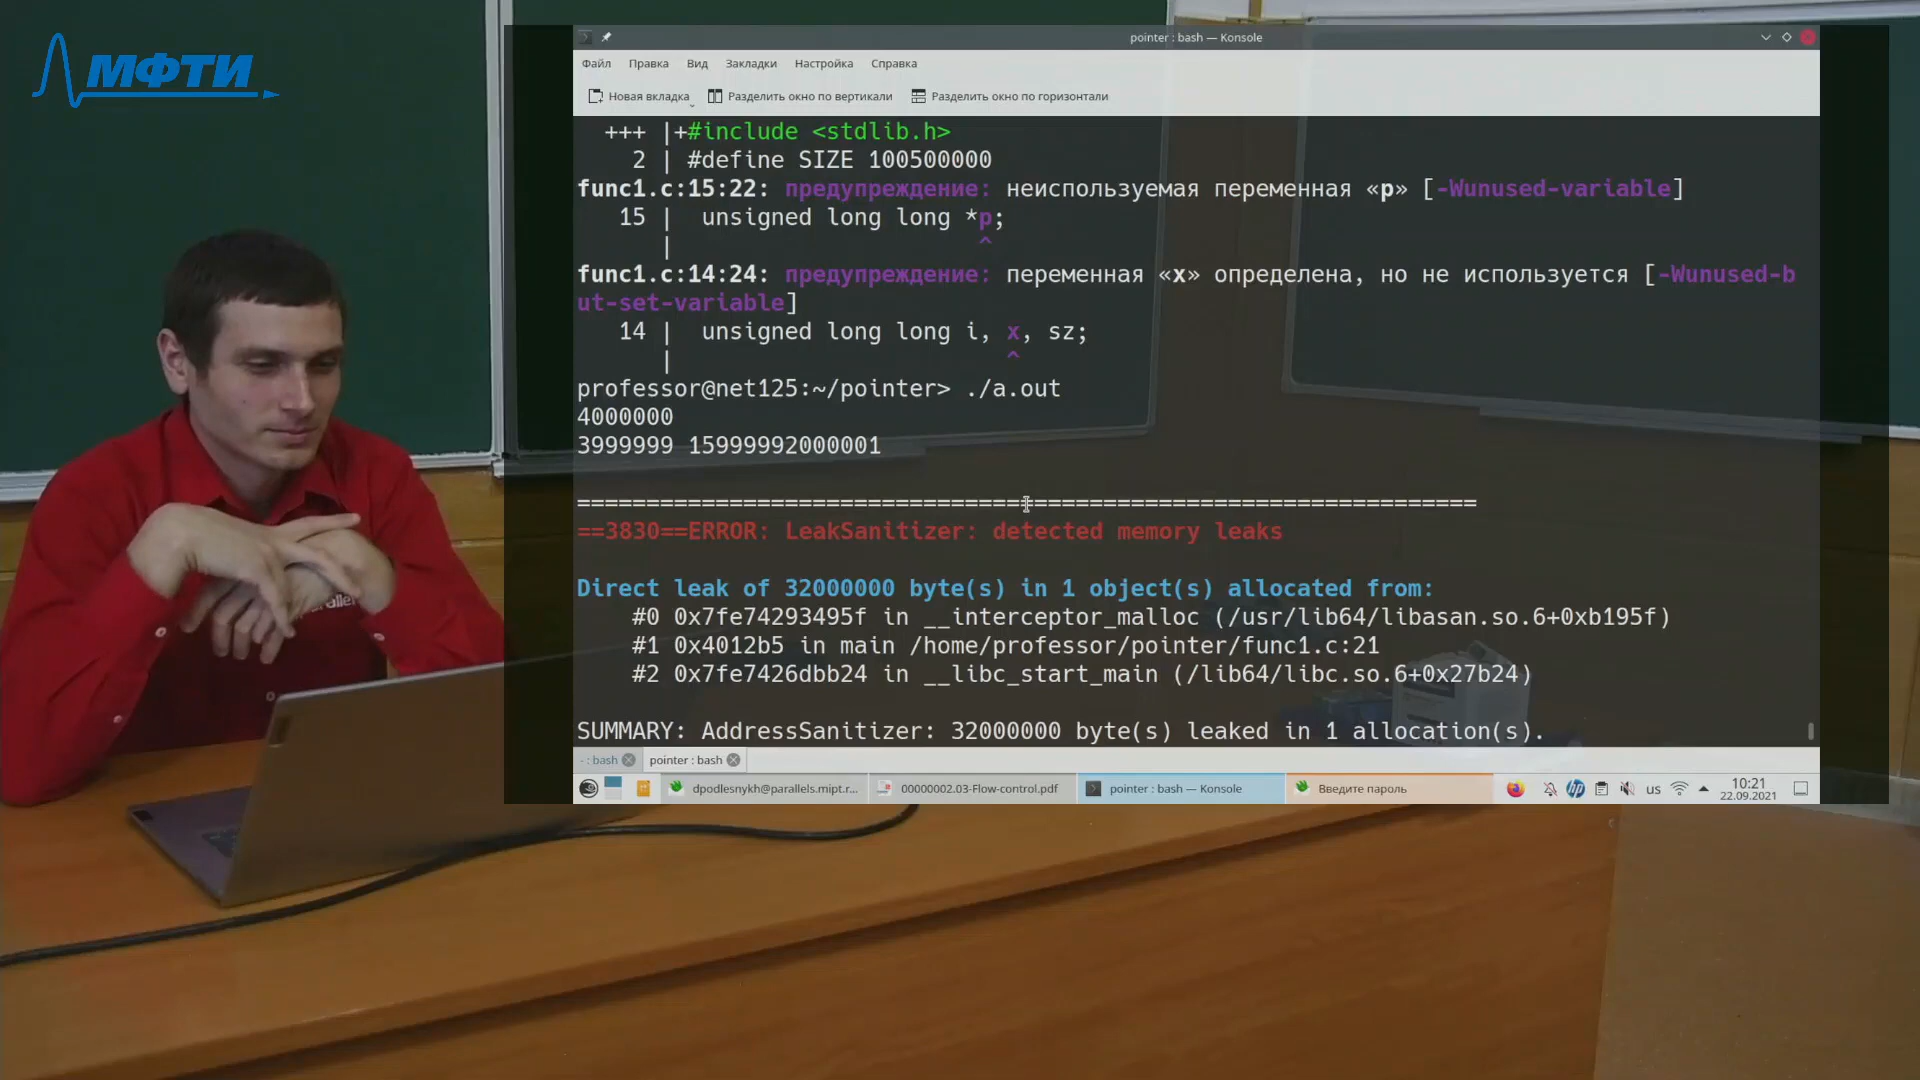 МФТИ
pointer : bash — Konsole
Файл Правка Вид Закладки Настройка Справка
Новая вкладка Разделить окно по вертикали Разделить окно по горизонтали
+++ |+#include <stdlib.h>
2 | #define SIZE 100500000
func1.c:15:22: предупреждение: неиспользуемая переменная «p» [-Wunused-variable]
15 | unsigned long long *p;
| ^
func1.c:14:24: предупреждение: переменная «x» определена, но не используется [-Wunused-b
ut-set-variable]
14 | unsigned long long i, x, sz;
| ^
professor@net125:~/pointer> ./a.out
4000000
3999999 15999992000001
=================================================================
==3830==ERROR: LeakSanitizer: detected memory leaks
Direct leak of 32000000 byte(s) in 1 object(s) allocated from:
#0 0x7fe74293495f in __interceptor_malloc (/usr/lib64/libasan.so.6+0xb195f)
#1 0x4012b5 in main /home/professor/pointer/func1.c:21
#2 0x7fe7426dbb24 in __libc_start_main (/lib64/libc.so.6+0x27b24)
SUMMARY: AddressSanitizer: 32000000 byte(s) leaked in 1 allocation(s).
- : bash pointer : bash
dpodlesnykh@parallels.mipt.r... 00000002.03-Flow-control.pdf pointer : bash — Konsole Введите пароль us 10:21
22.09.2021